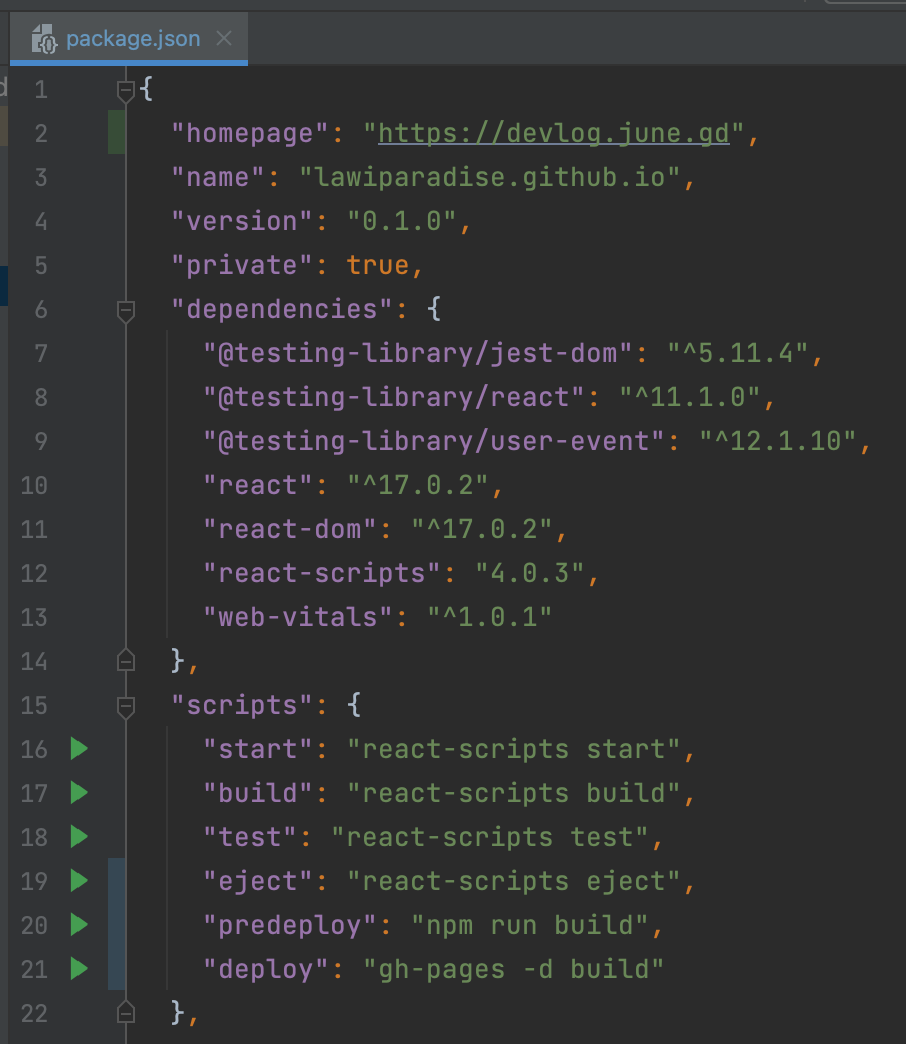 package.json
1 {
2 "homepage": "https://devlog.june.gd",
3 "name": "lawiparadise.github.io",
4 "version": "0.1.0",
5 "private": true,
6 "dependencies": {
7 "@testing-library/jest-dom": "^5.11.4",
8 "@testing-library/react": "^11.1.0",
9 "@testing-library/user-event": "^12.1.10",
10 "react": "^17.0.2",
11 "react-dom": "^17.0.2",
12 "react-scripts": "4.0.3",
13 "web-vitals": "^1.0.1"
14 },
15 "scripts": {
16 "start": "react-scripts start",
17 "build": "react-scripts build",
18 "test": "react-scripts test",
19 "eject": "react-scripts eject",
20 "predeploy": "npm run build",
21 "deploy": "gh-pages -d build"
22 },